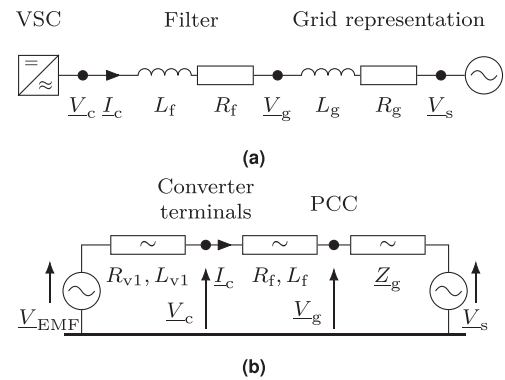 VSC Filter Grid representation
V_c I_c L_f R_f V_g L_g R_g V_s
(a)
Converter
terminals PCC
R_v1, L_v1 I_c R_f, L_f Z_g
V_EMF V_c V_g V_s
(b)